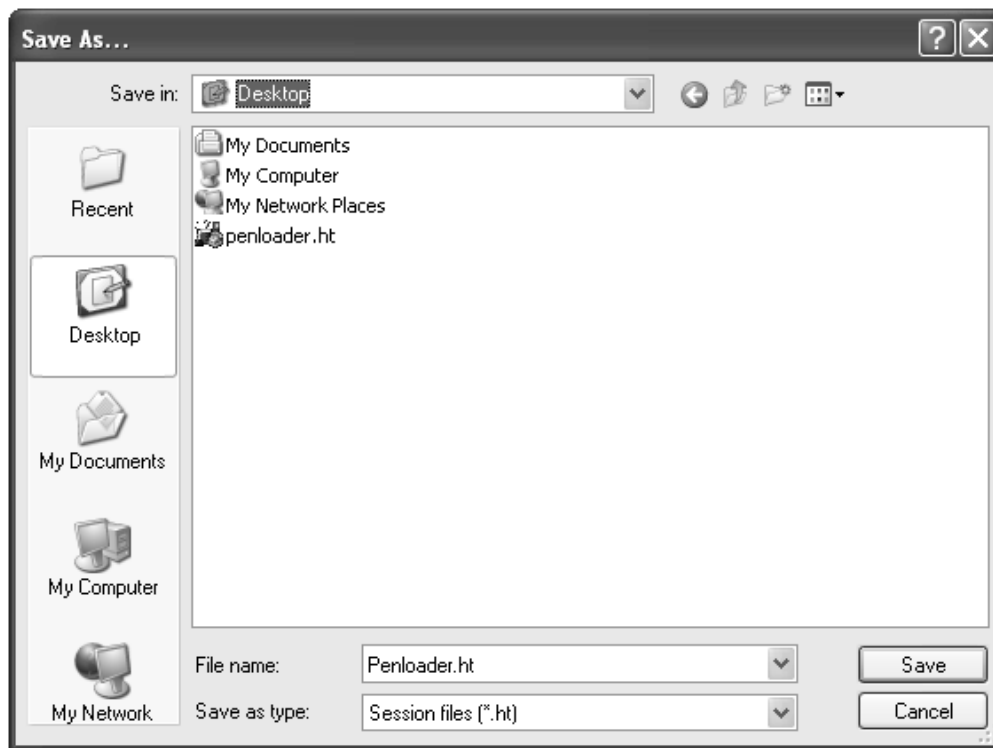 Save As...
Save in:
Desktop
My Documents
My Computer
My Network Places
penloader.ht
Recent
Desktop
My Documents
My Computer
My Network
File name:
Penloader.ht
Save
Save as type:
Session files (*.ht)
Cancel